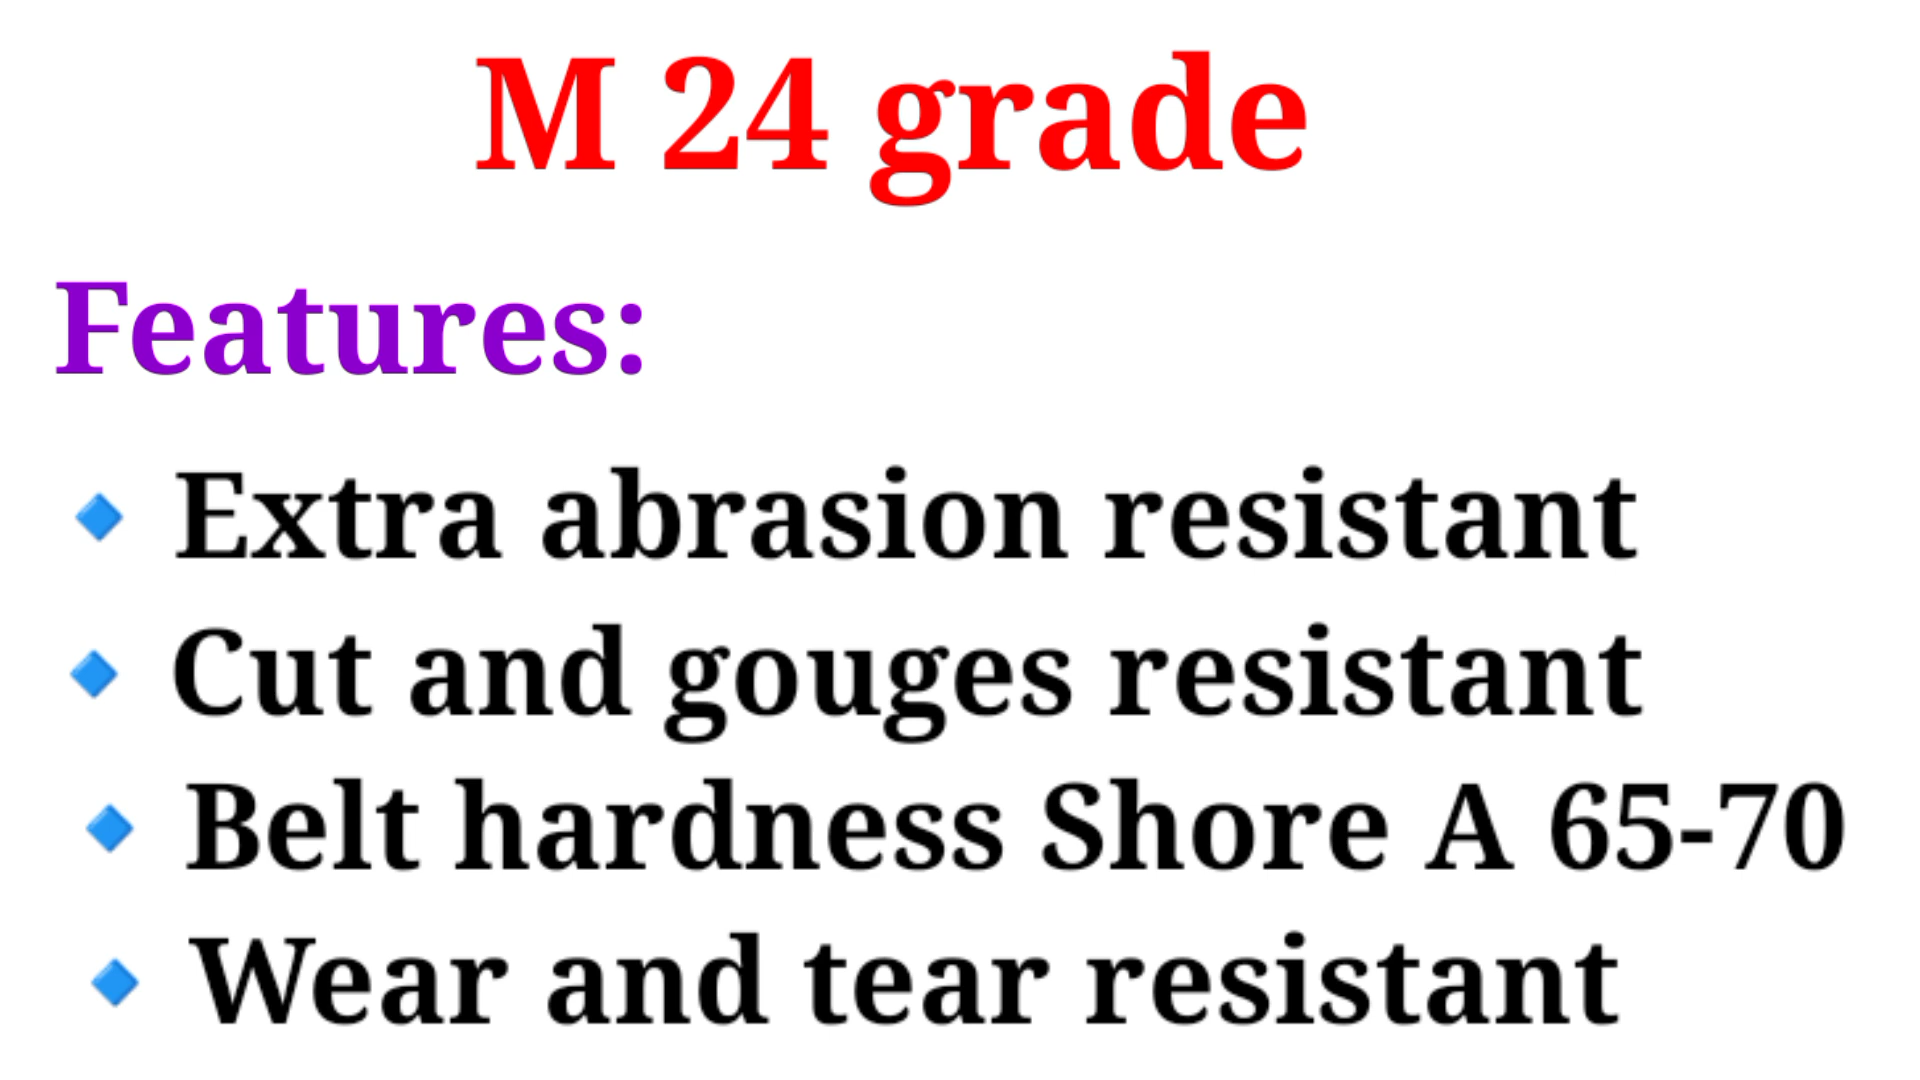 M 24 grade
Features:
🔹 Extra abrasion resistant
🔹 Cut and gouges resistant
🔹 Belt hardness Shore A 65-70
🔹 Wear and tear resistant